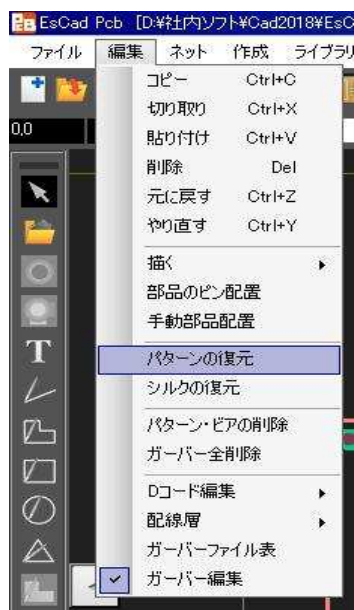 EsCad Pcb [D:¥社内ソフト¥Cad2018¥EsC
ファイル 編集 ネット 作成 ライブラリ
0,0
コピー Ctrl+C
切り取り Ctrl+X
貼り付け Ctrl+V
削除 Del
元に戻す Ctrl+Z
やり直す Ctrl+Y
描く
部品のピン配置
手動部品配置
パターンの復元
シルクの復元
パターン・ビアの削除
ガーバー全削除
Dコード編集
配線層
ガーバーファイル表
ガーバー編集
T